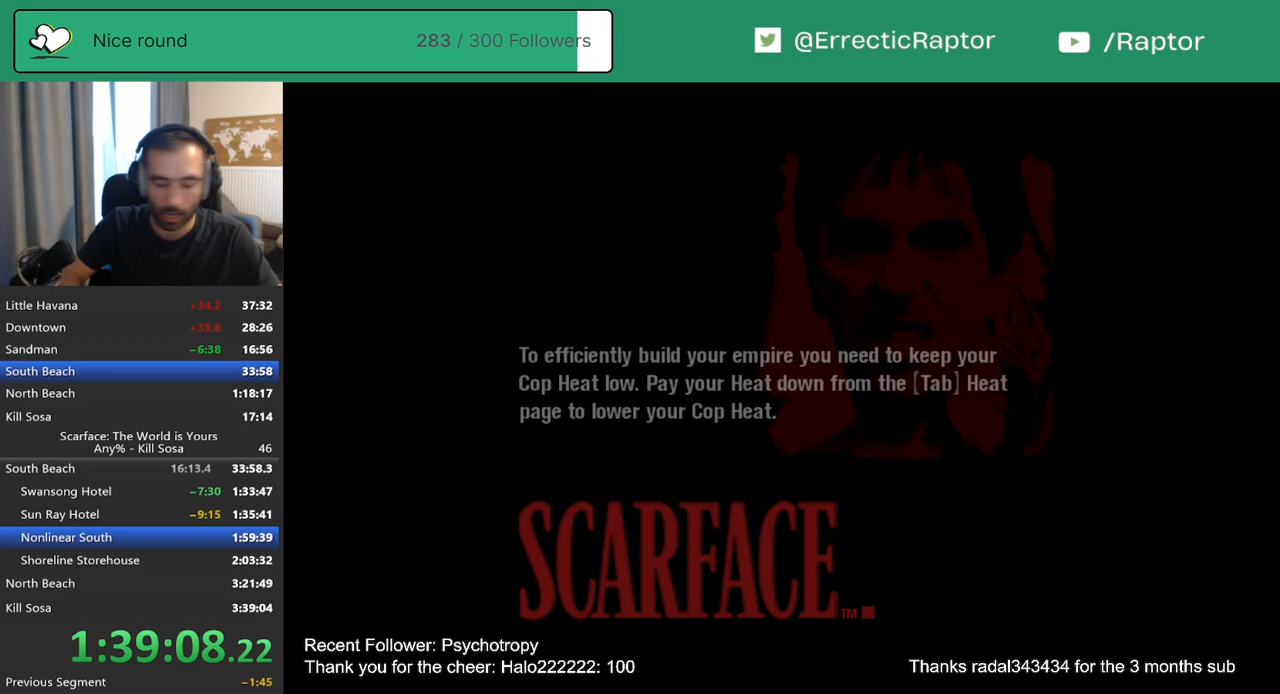 Nice round
283 / 300 Followers
@ErrecticRaptor
/Raptor
Little Havana +34.2 37:32
Downtown +35.8 28:26
Sandman −6:38 16:56
South Beach 33:58
North Beach 1:18:17
Kill Sosa 17:14
Scarface: The World is Yours
Any% - Kill Sosa 46
South Beach 16:13.4 33:58.3
Swansong Hotel −7:30 1:33:47
Sun Ray Hotel −9:15 1:35:41
Nonlinear South 1:59:39
Shoreline Storehouse 2:03:32
North Beach 3:21:49
Kill Sosa 3:39:04
1:39:08.22
Previous Segment −1:45
To efficiently build your empire you need to keep your
Cop Heat low. Pay your Heat down from the [Tab] Heat
page to lower your Cop Heat.
SCARFACE™
Recent Follower: Psychotropy
Thank you for the cheer: Halo222222: 100
Thanks radal343434 for the 3 months sub